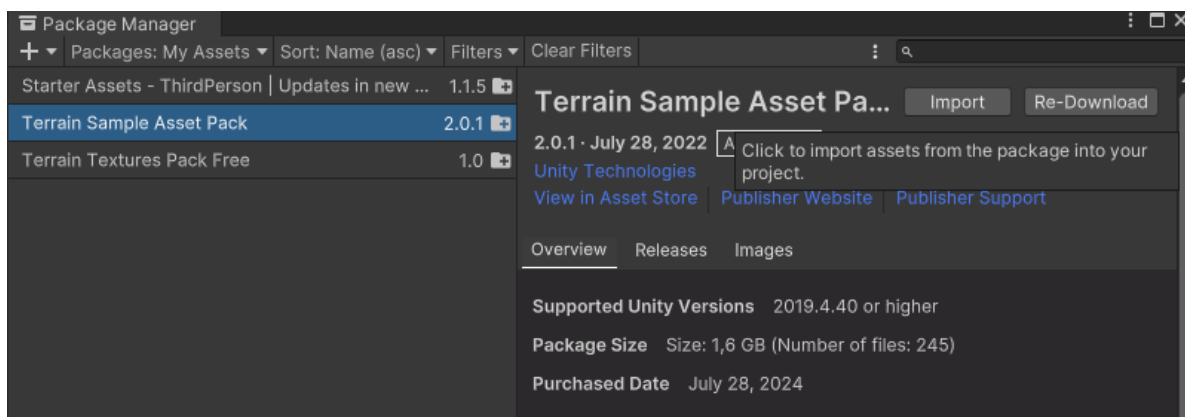 Package Manager
Packages: My Assets Sort: Name (asc) Filters Clear Filters
Starter Assets - ThirdPerson | Updates in new ... 1.1.5
Terrain Sample Asset Pack 2.0.1
Terrain Textures Pack Free 1.0
Terrain Sample Asset Pa... Import Re-Download
2.0.1 · July 28, 2022 A
Click to import assets from the package into your
project.
Unity Technologies
View in Asset Store Publisher Website Publisher Support
Overview Releases Images
Supported Unity Versions 2019.4.40 or higher
Package Size Size: 1,6 GB (Number of files: 245)
Purchased Date July 28, 2024